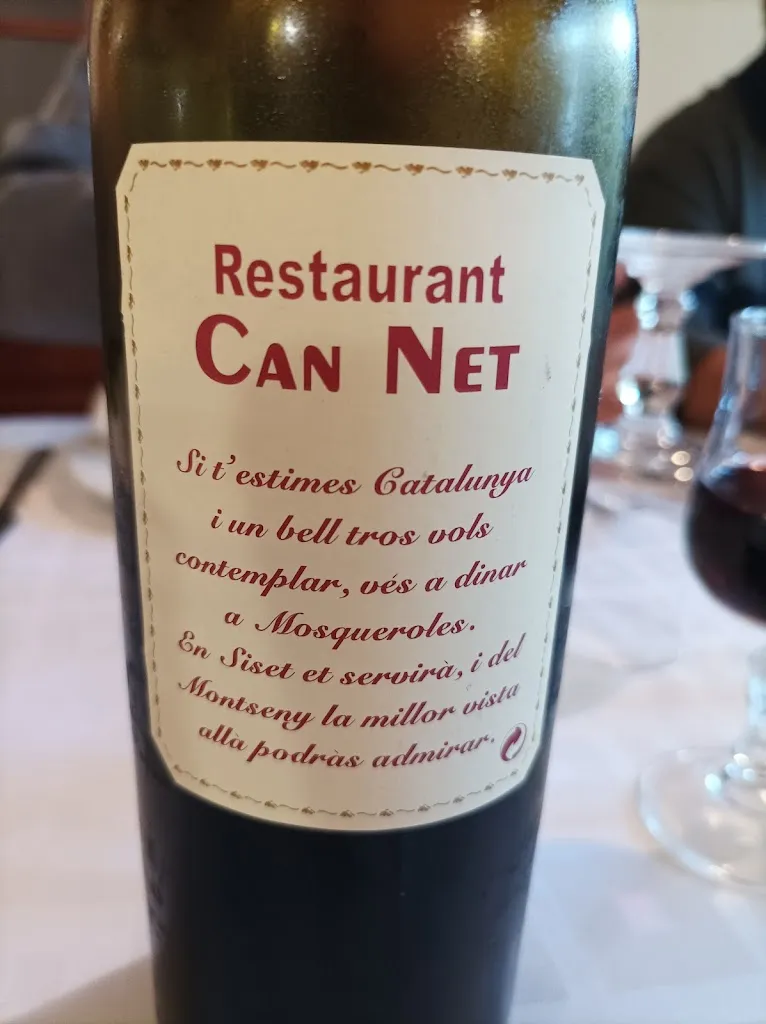 Restaurant
CAN NET
Si t'estimes Catalunya
i un bell tros vols
contemplar, vés a dinar
a Mosqueroles.
En Siset et servirà, i del
Montseny la millor vista
allà podràs admirar.